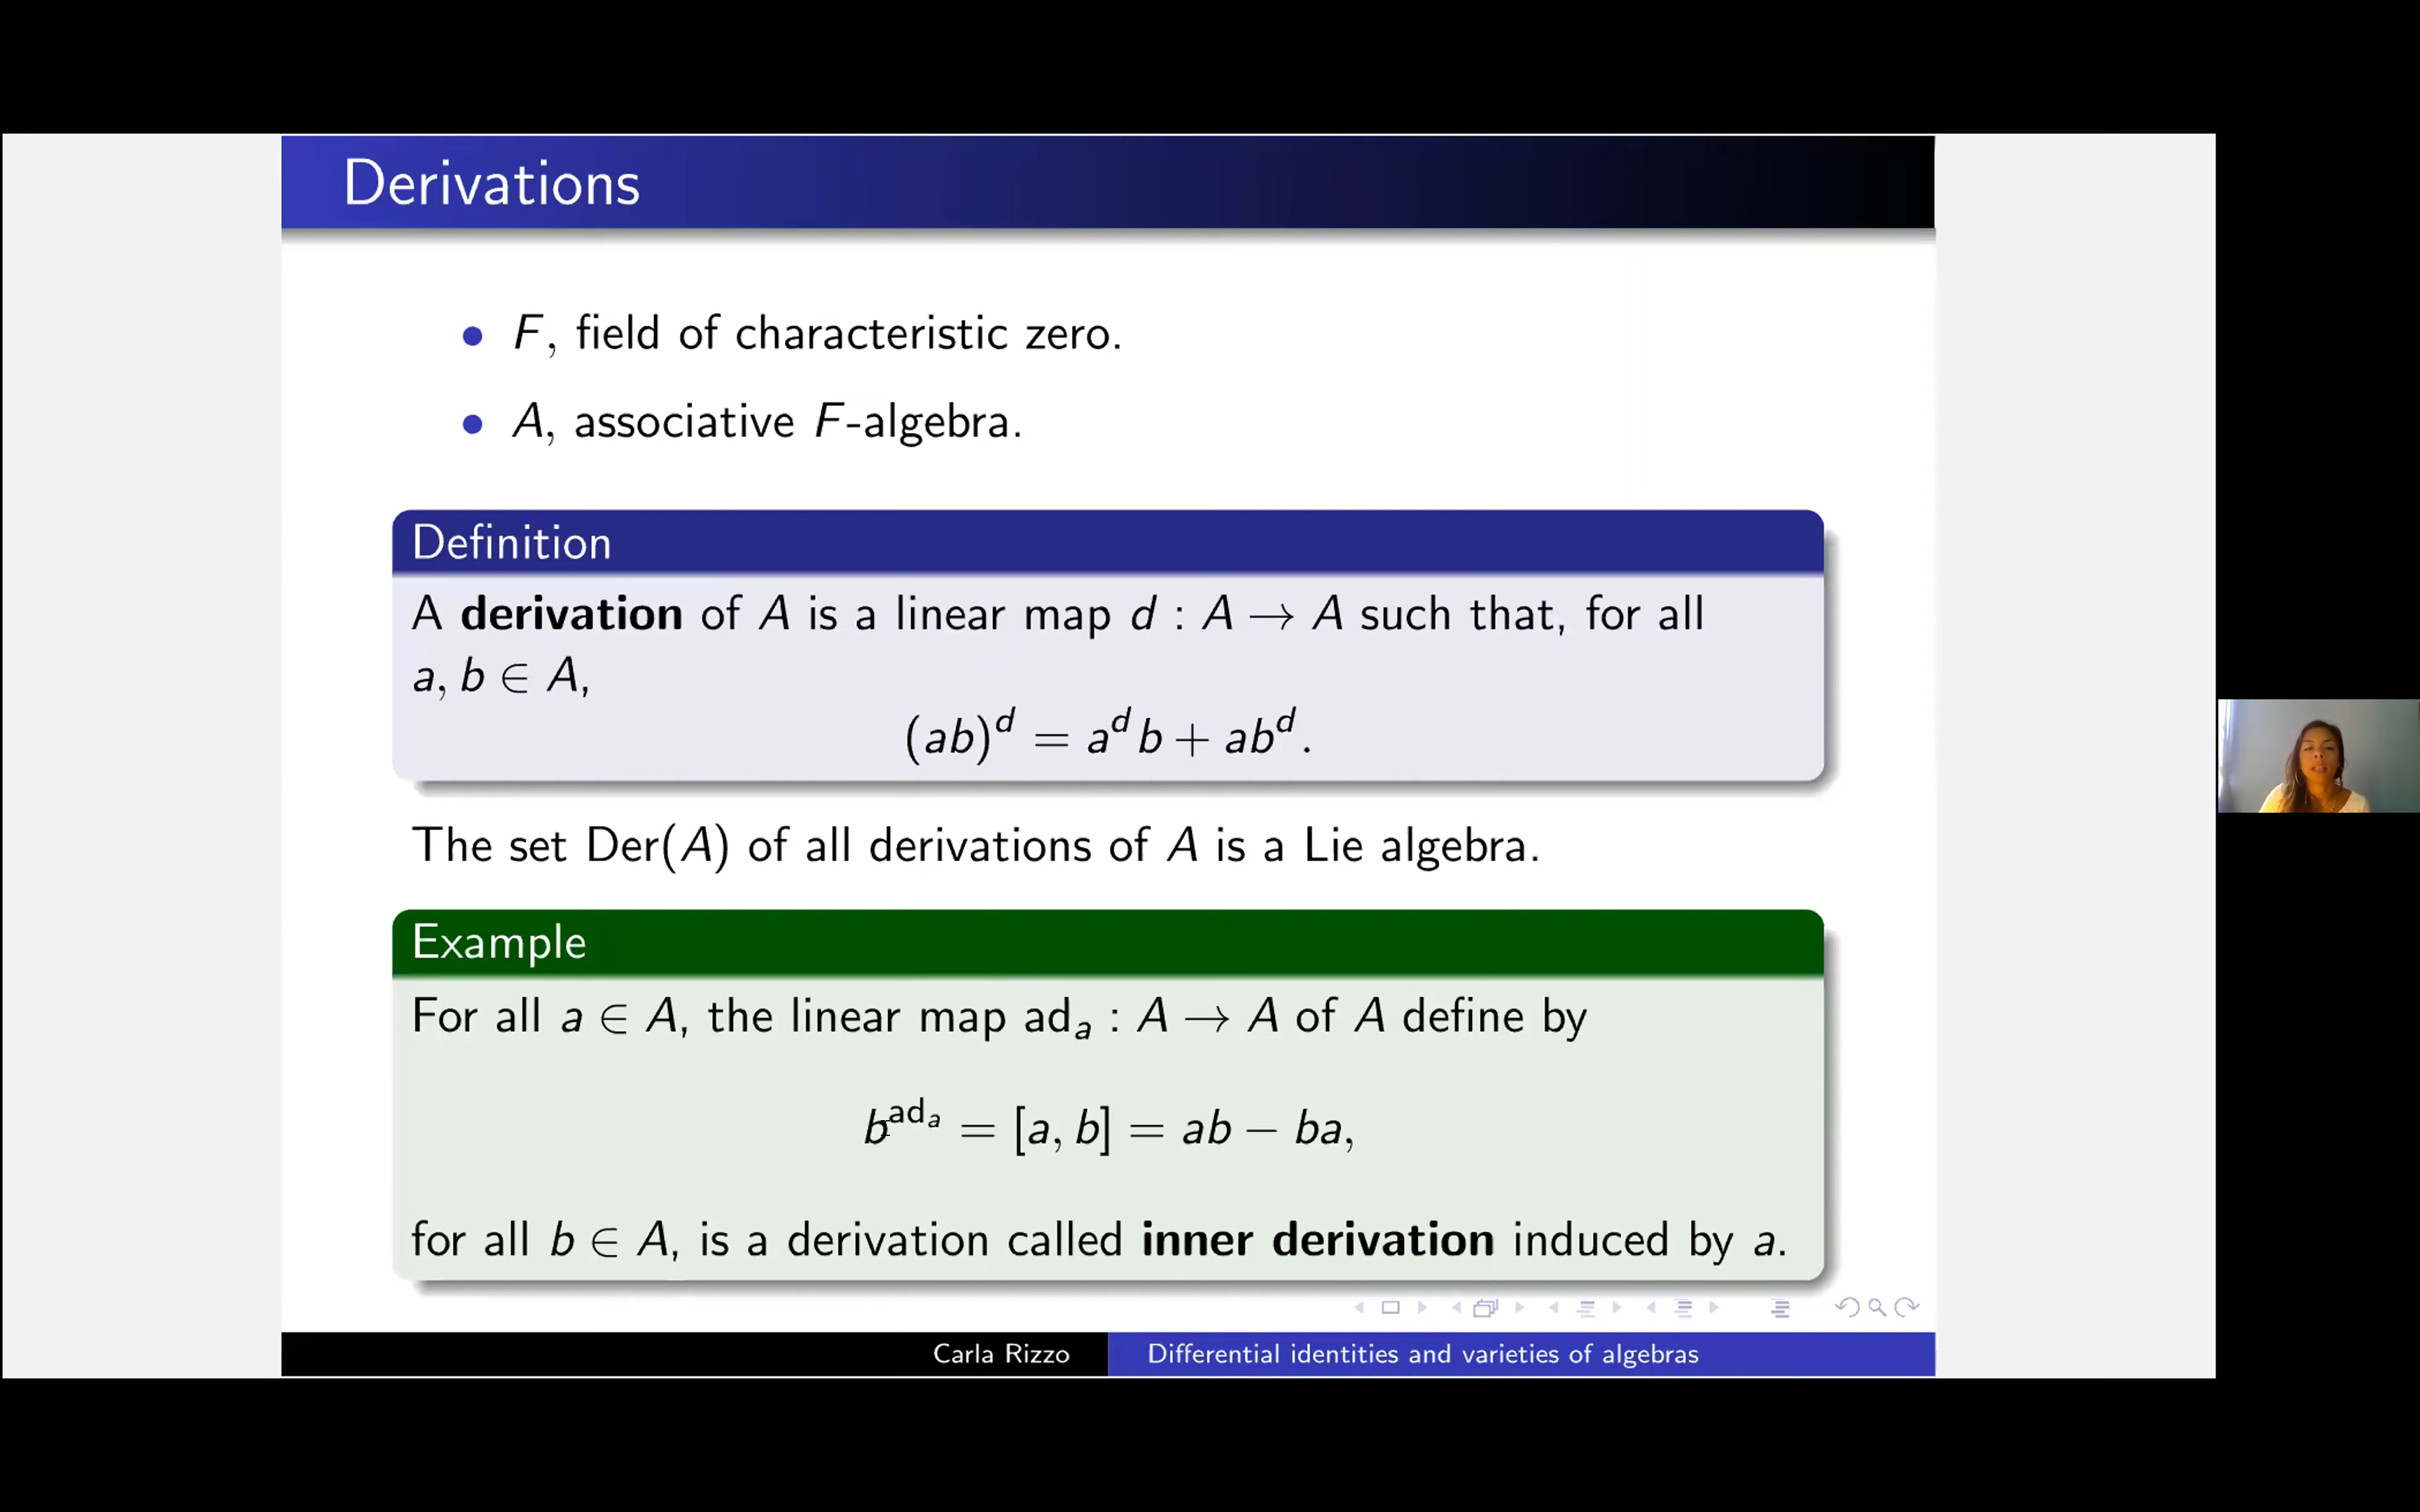 Derivations
• F, field of characteristic zero.
• A, associative F-algebra.
Definition
A derivation of A is a linear map d : A → A such that, for all
a, b ∈ A,
(ab)^d = a^d b + ab^d.
The set Der(A) of all derivations of A is a Lie algebra.
Example
For all a ∈ A, the linear map ad_a : A → A of A define by
b^{ad_a} = [a, b] = ab − ba,
for all b ∈ A, is a derivation called inner derivation induced by a.
Carla Rizzo
Differential identities and varieties of algebras